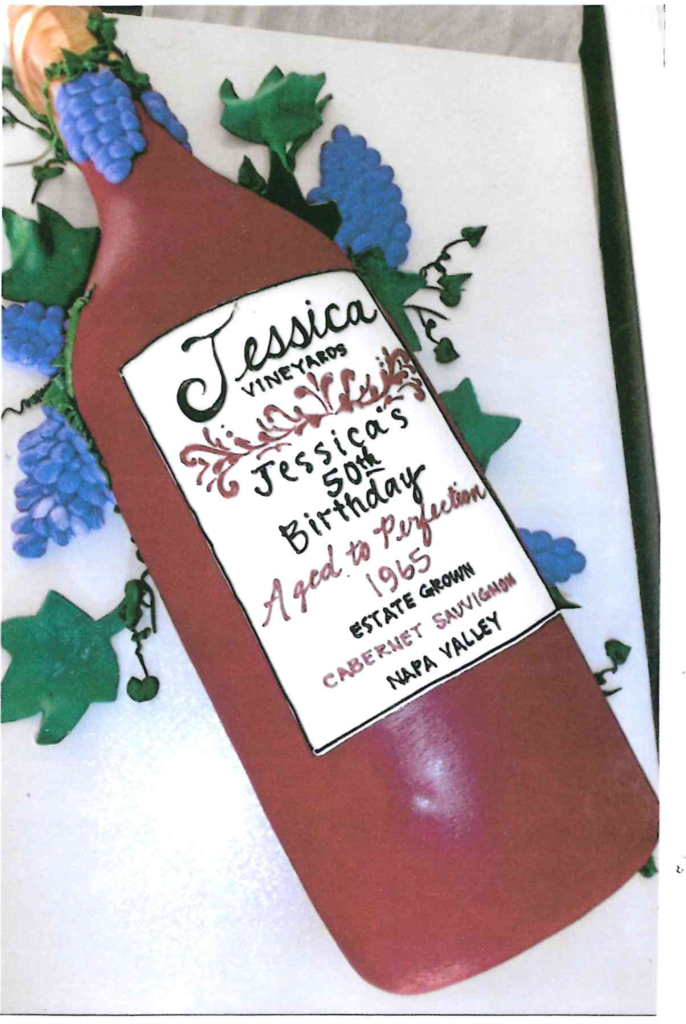 Jessica
VINEYARDS
Jessica's
50th
Birthday
Aged to Perfection
1965
ESTATE GROWN
CABERNET SAUVIGNON
NAPA VALLEY